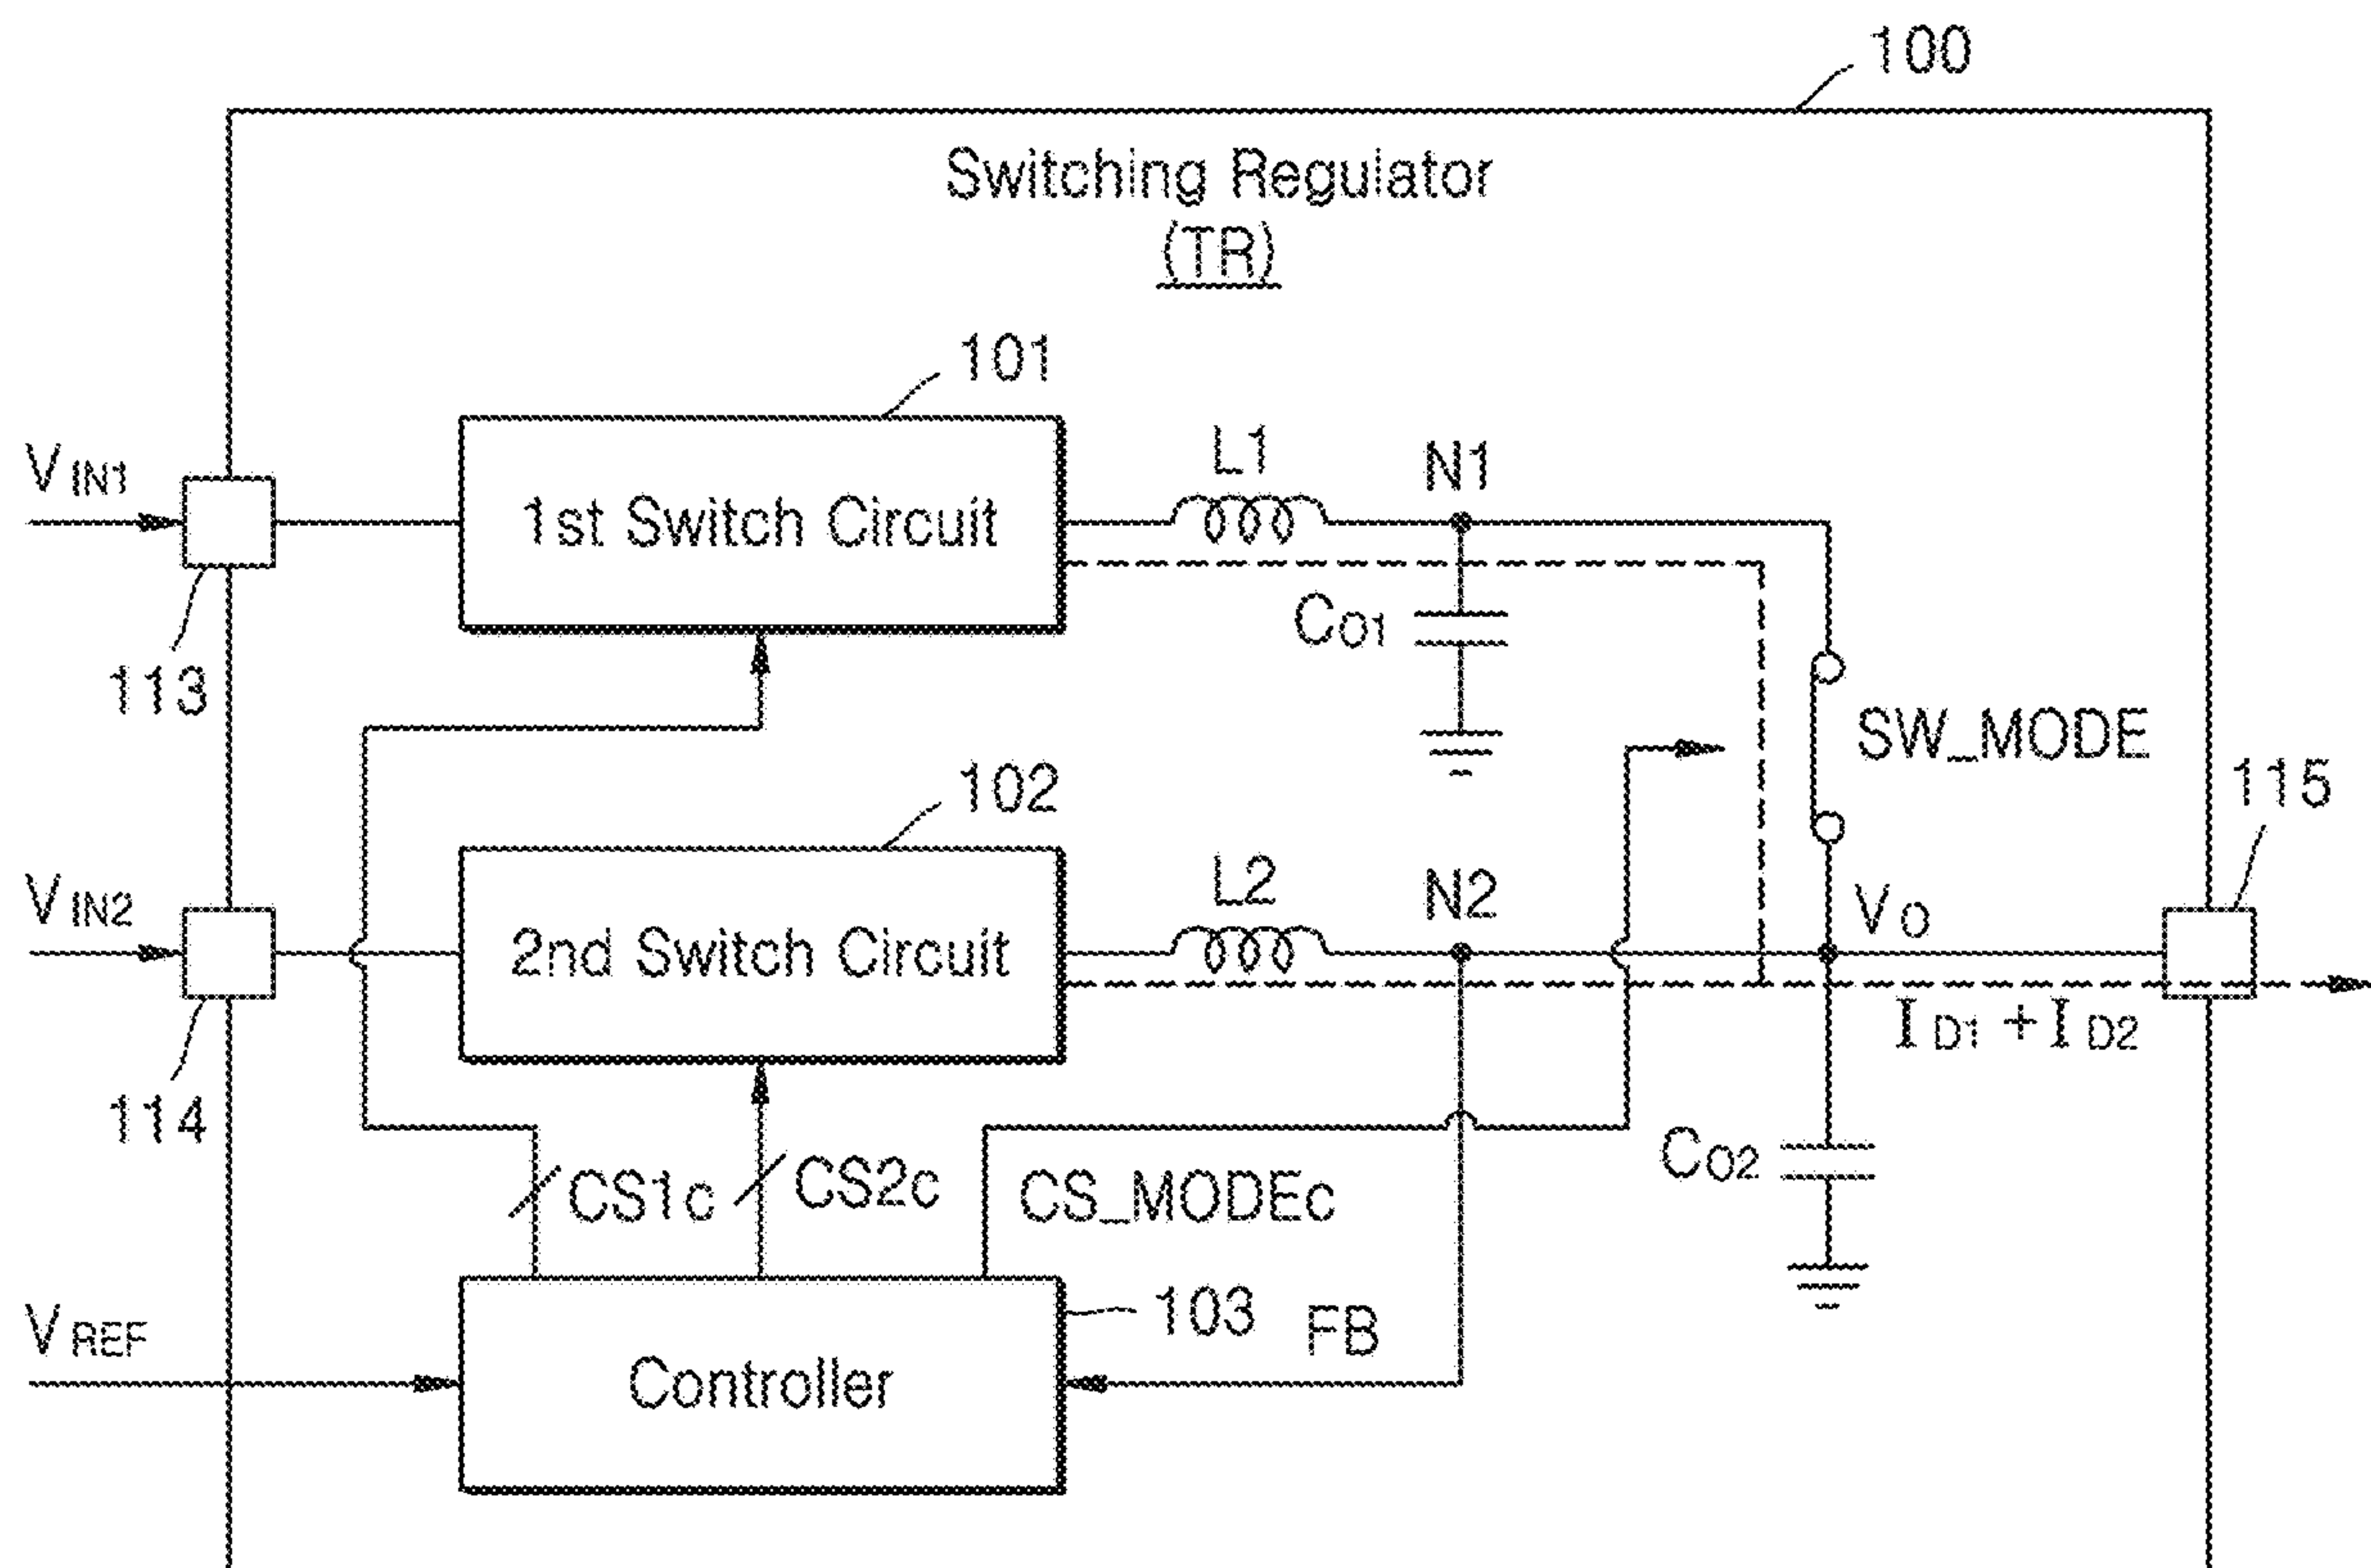 100
Switching Regulator
(TR)
101
VIN1
1st Switch Circuit
L1
N1
CO1
113
SW_MODE
102
115
VIN2
2nd Switch Circuit
L2
N2
VO
ID1 + ID2
114
CS1c
CS2c
CS_MODEc
CO2
VREF
103
FB
Controller